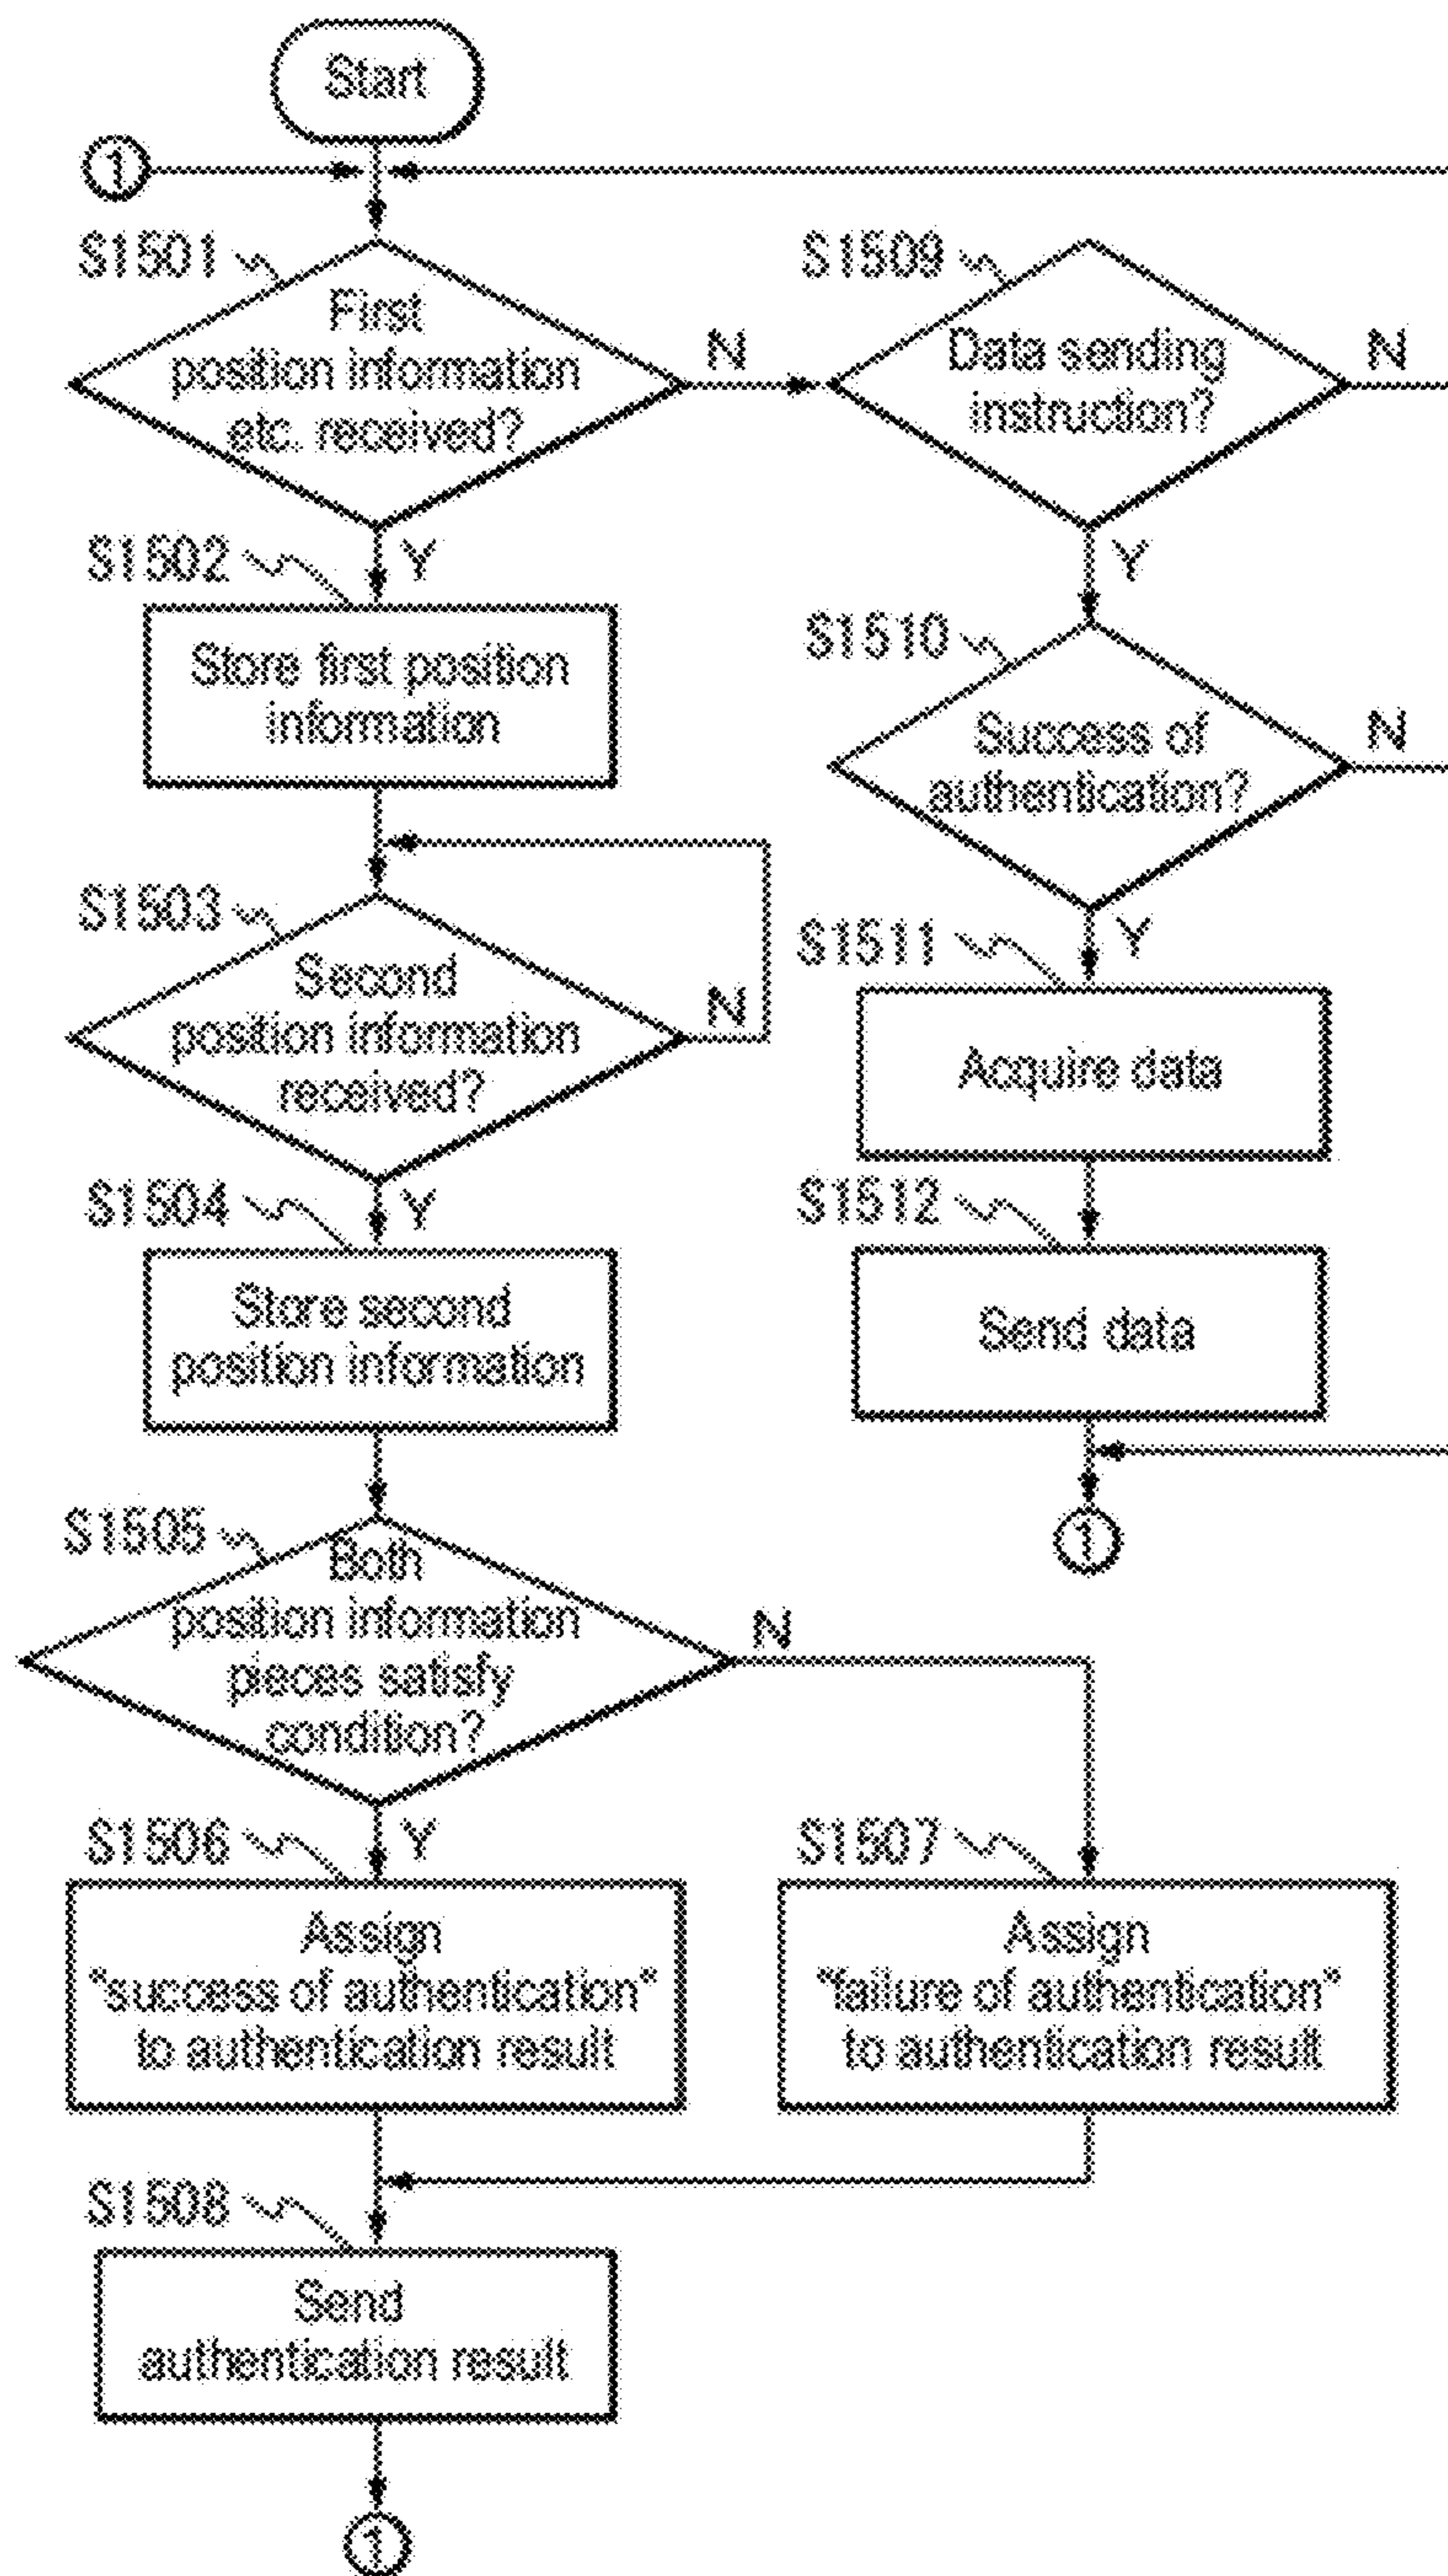 Start
1
S1501
First
position information
etc. received?
N
Y
S1502
Store first position
information
S1503
Second
position information
received?
N
Y
S1504
Store second
position information
S1505
Both
position information
pieces satisfy
condition?
N
Y
S1506
Assign
"success of authentication"
to authentication result
S1507
Assign
"failure of authentication"
to authentication result
S1508
Send
authentication result
1
S1509
Data sending
instruction?
N
Y
S1510
Success of
authentication?
N
Y
S1511
Acquire data
S1512
Send data
1